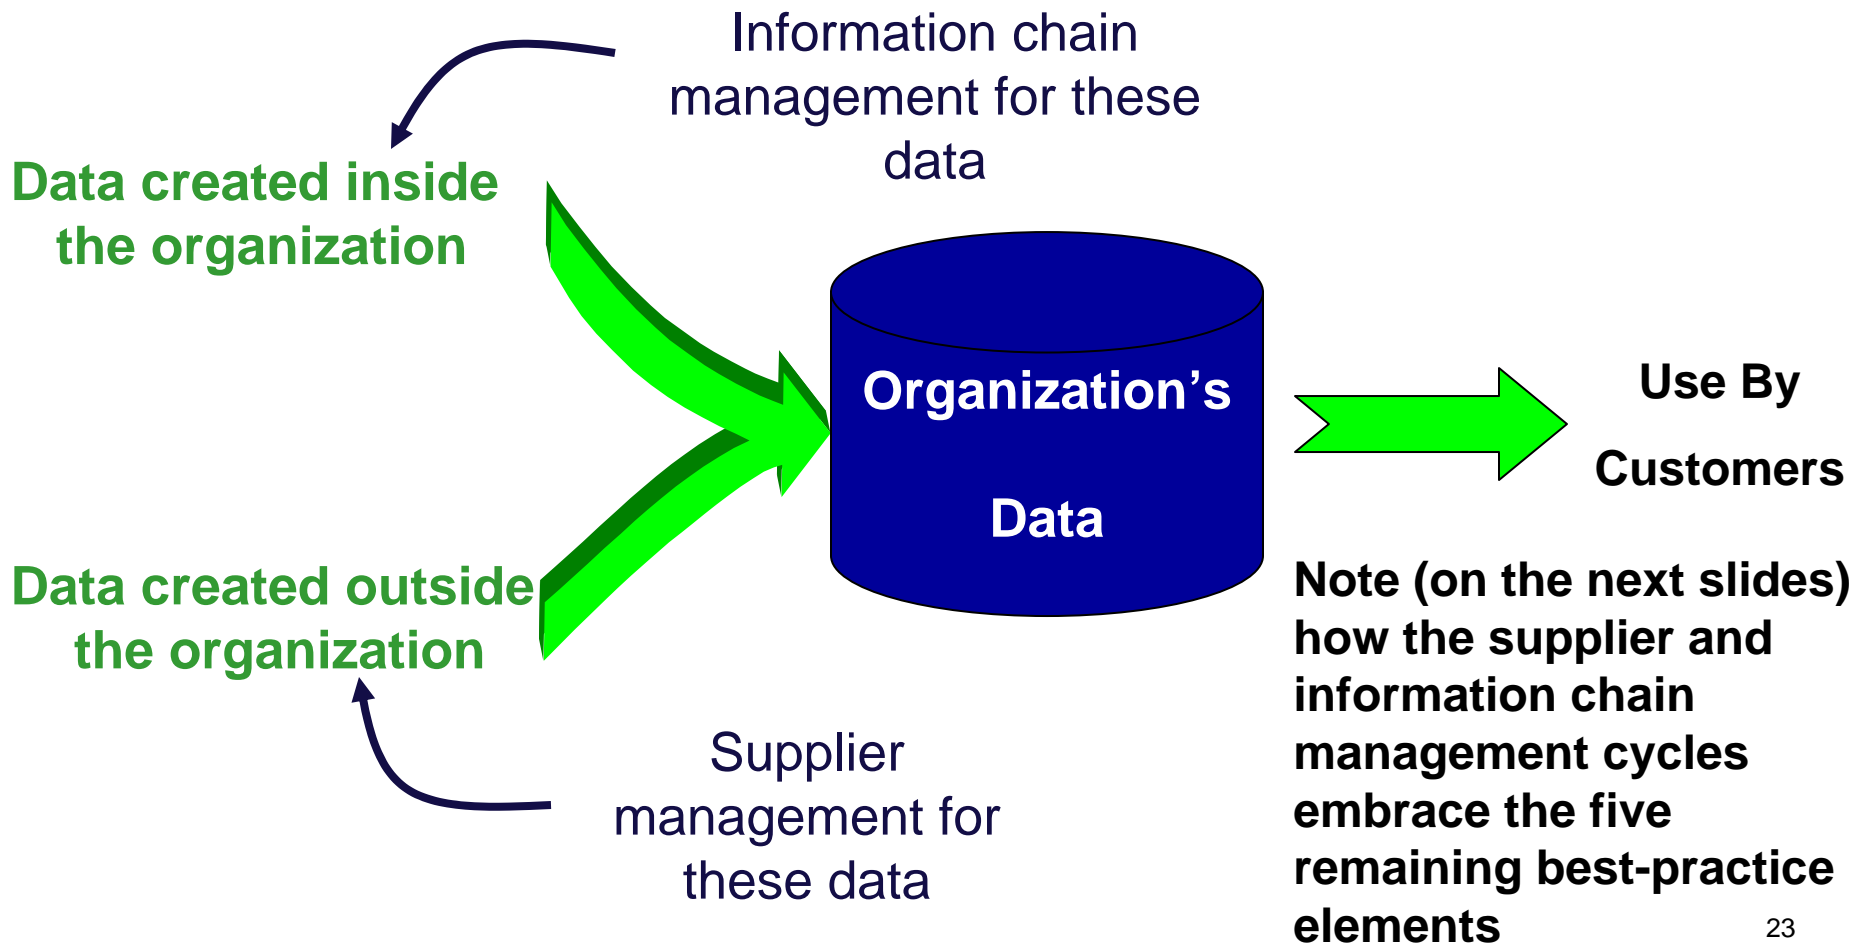 Information chain
management for these
data
Data created inside
the organization
Organization’s
Data
Use By
Customers
Data created outside
the organization
Supplier
management for
these data
Note (on the next slides)
how the supplier and
information chain
management cycles
embrace the five
remaining best-practice
elements
23